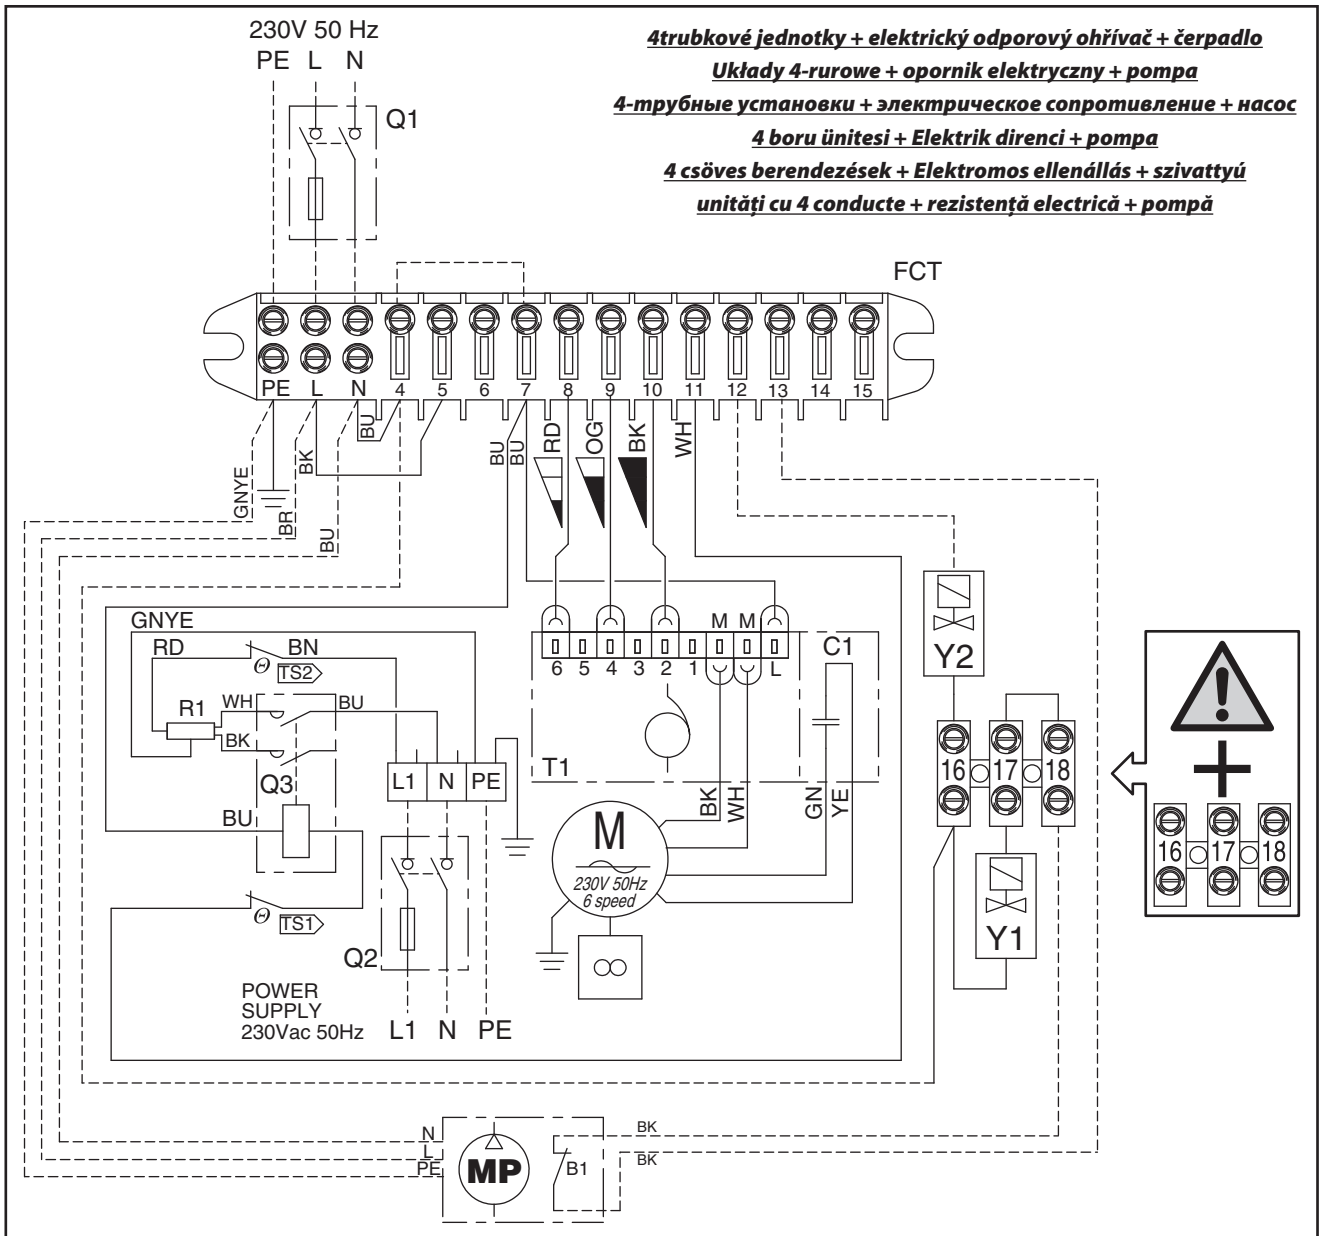 230V 50 Hz
PE L N
Q1
4trubkové jednotky + elektrický odporový ohřívač + čerpadlo
Układy 4-rurowe + opornik elektryczny + pompa
4-трубные установки + электрическое сопротивление + насос
4 boru ünitesi + Elektrik direnci + pompa
4 csöves berendezések + Elektromos ellenállás + szivattyú
unități cu 4 conducte + rezistență electrică + pompă
FCT
PE L N 4 5 6 7 8 9 10 11 12 13 14 15
GNYE
BR
BK
BU
BU
BU
BU
RD
OG
BK
WH
GNYE
RD
BN
TS2
R1
WH
BU
BK
Q3
BU
TS1
L1 N PE
Q2
POWER
SUPPLY
230Vac 50Hz
L1 N PE
M M
6 5 4 3 2 1 L
C1
T1
BK
WH
GN
YE
M
230V 50Hz
6 speed
Y2
16 17 18
Y1
16 17 18
N
L
PE
MP
B1
BK
BK